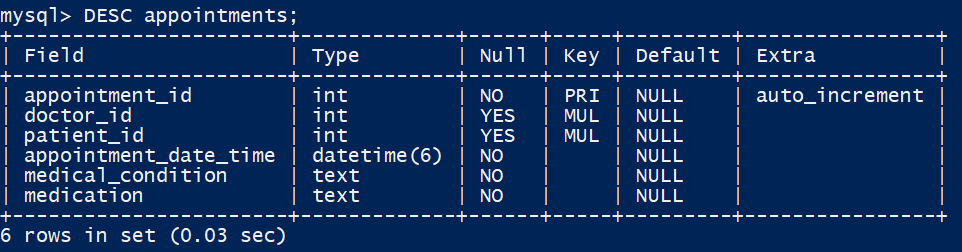 mysql> DESC appointments;
+-----------------------+-------------+------+-----+---------+----------------+
| Field                 | Type        | Null | Key | Default | Extra          |
+-----------------------+-------------+------+-----+---------+----------------+
| appointment_id        | int         | NO   | PRI | NULL    | auto_increment |
| doctor_id             | int         | YES  | MUL | NULL    |                |
| patient_id            | int         | YES  | MUL | NULL    |                |
| appointment_date_time | datetime(6) | NO   |     | NULL    |                |
| medical_condition     | text        | NO   |     | NULL    |                |
| medication            | text        | NO   |     | NULL    |                |
+-----------------------+-------------+------+-----+---------+----------------+
6 rows in set (0.03 sec)